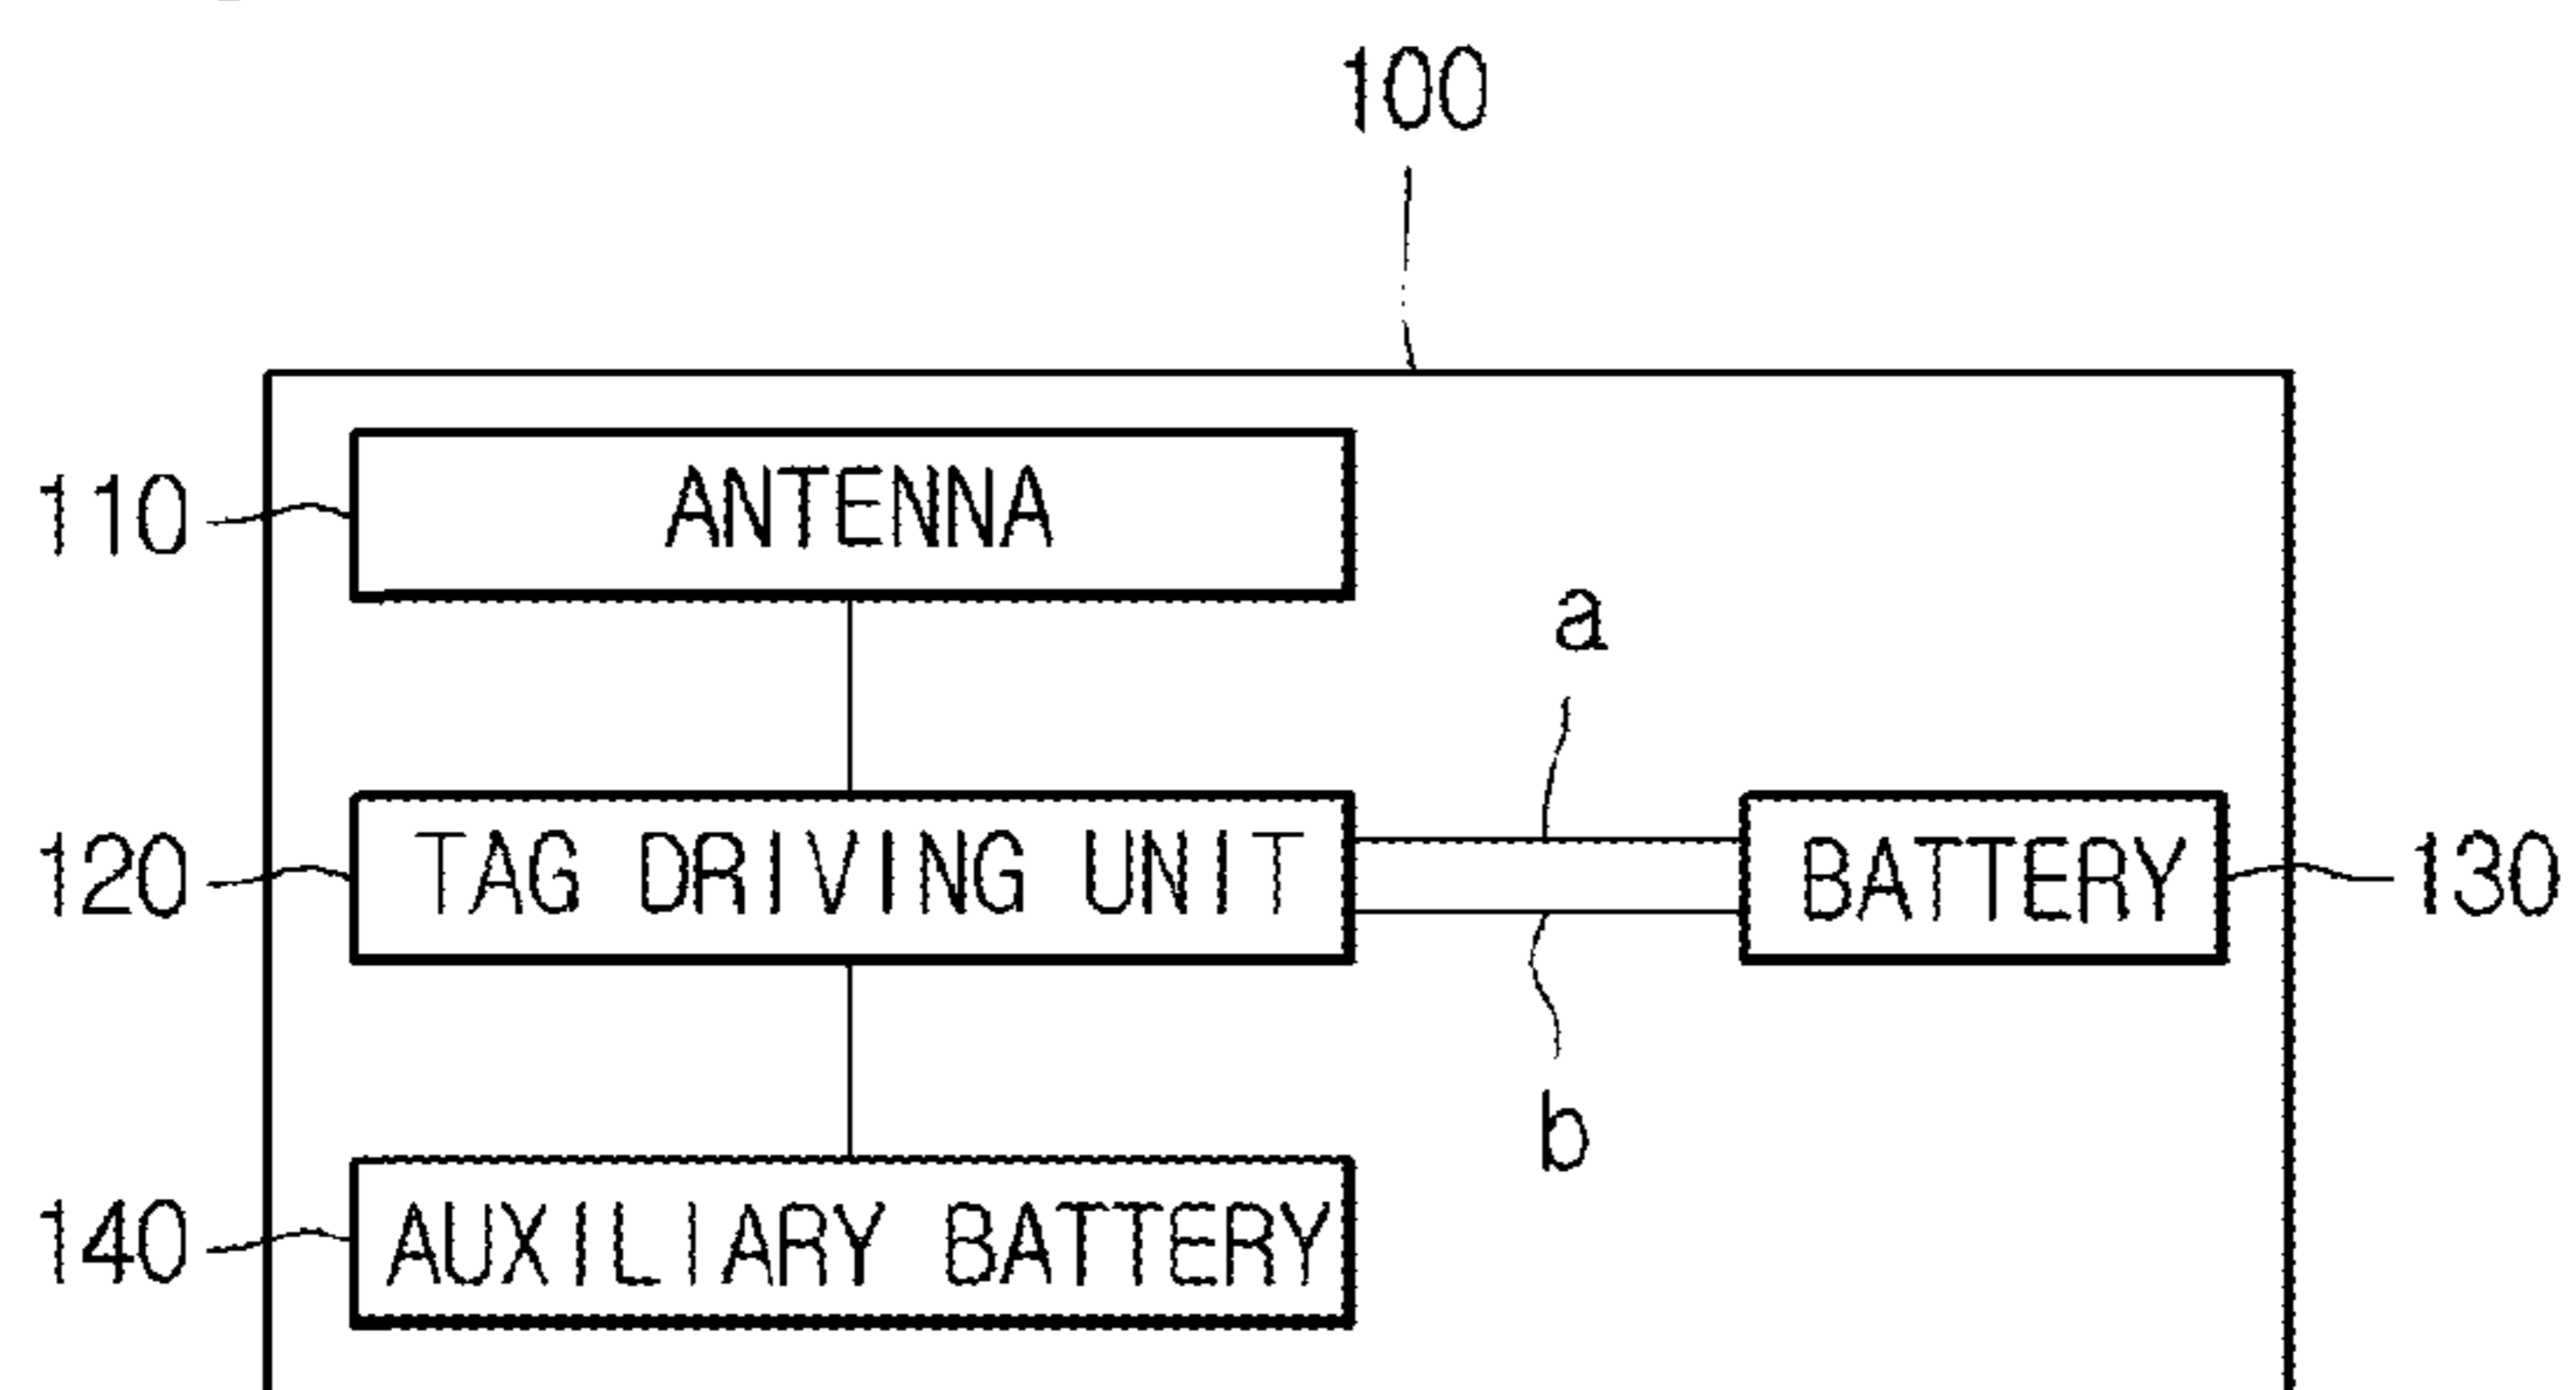 100
110 ANTENNA
a
120 TAG DRIVING UNIT BATTERY 130
b
140 AUXILIARY BATTERY